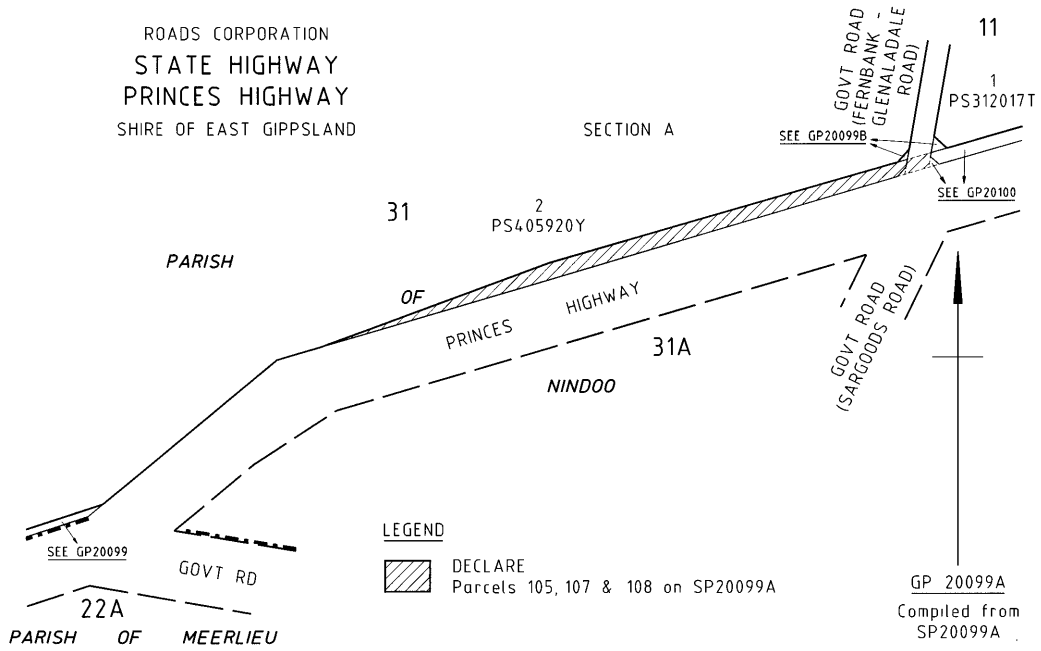 ROADS CORPORATION
STATE HIGHWAY
PRINCES HIGHWAY
SHIRE OF EAST GIPPSLAND
SECTION A
GOVT ROAD
(FERNBANK -
GLENALADALE
ROAD)
11
1
PS312017T
SEE GP20099B
SEE GP20100
31
2
PS405920Y
PARISH
OF
PRINCES HIGHWAY
31A
NINDOO
GOVT ROAD
(SARGOODS ROAD)
SEE GP20099
GOVT RD
22A
PARISH OF MEERLIEU
LEGEND
DECLARE
Parcels 105, 107 & 108 on SP20099A
GP 20099A
Compiled from
SP20099A